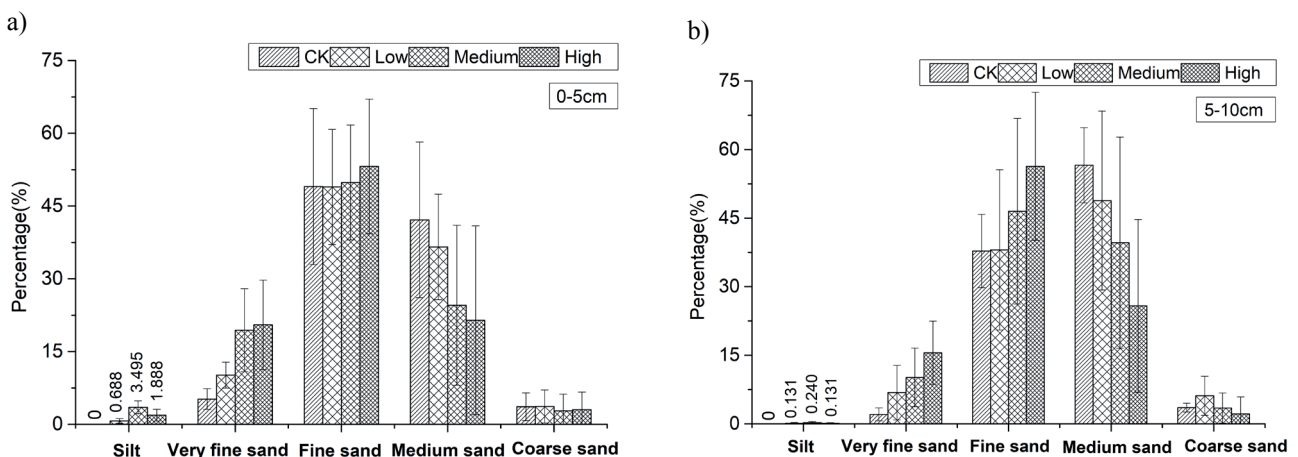 a)
CK Low Medium High
0-5cm
75
60
45
30
15
0
Percentage(%)
0
0.688
3.495
1.888
Silt Very fine sand Fine sand Medium sand Coarse sand
b)
CK Low Medium High
5-10cm
75
60
45
30
15
0
Percentage(%)
0
0.131
0.240
0.131
Silt Very fine sand Fine sand Medium sand Coarse sand